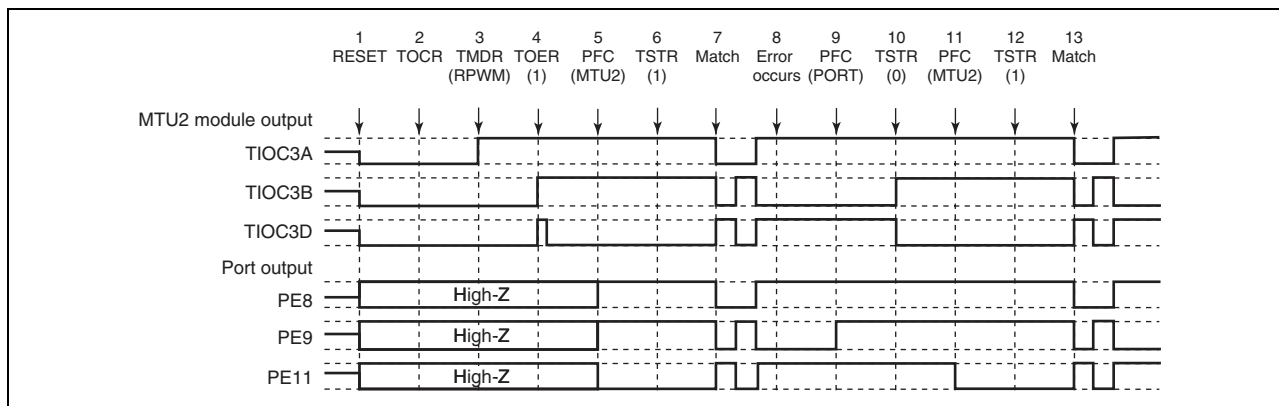 1 2 3 4 5 6 7 8 9 10 11 12 13
RESET TOCR TMDR TOER PFC TSTR Match Error PFC TSTR PFC TSTR Match
(RPWM) (1) (MTU2) (1) occurs (PORT) (0) (MTU2) (1)
MTU2 module output
TIOC3A
TIOC3B
TIOC3D
Port output
PE8 High-Z
PE9 High-Z
PE11 High-Z